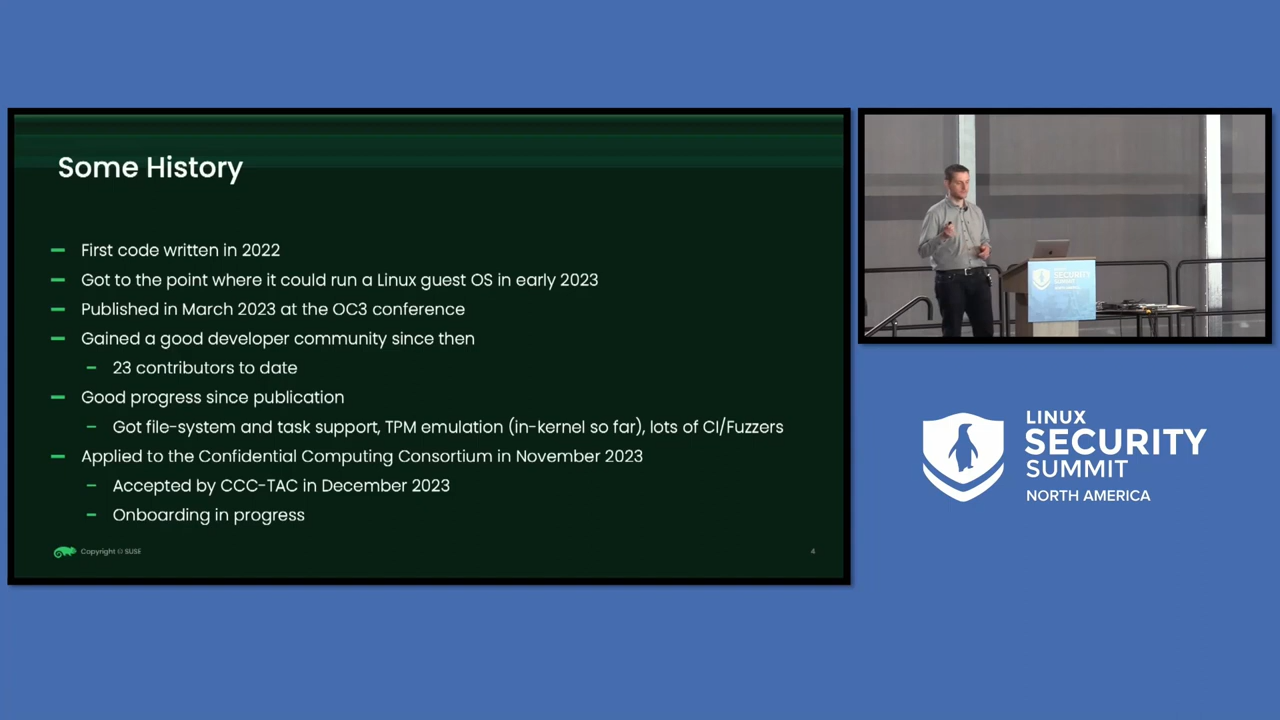 Some History
First code written in 2022
Got to the point where it could run a Linux guest OS in early 2023
Published in March 2023 at the OC3 conference
Gained a good developer community since then
23 contributors to date
Good progress since publication
Got file-system and task support, TPM emulation (in-kernel so far), lots of CI/Fuzzers
Applied to the Confidential Computing Consortium in November 2023
Accepted by CCC-TAC in December 2023
Onboarding in progress
Copyright © SUSE
4
SECURITY
SUMMIT
LINUX
SECURITY
SUMMIT
NORTH AMERICA